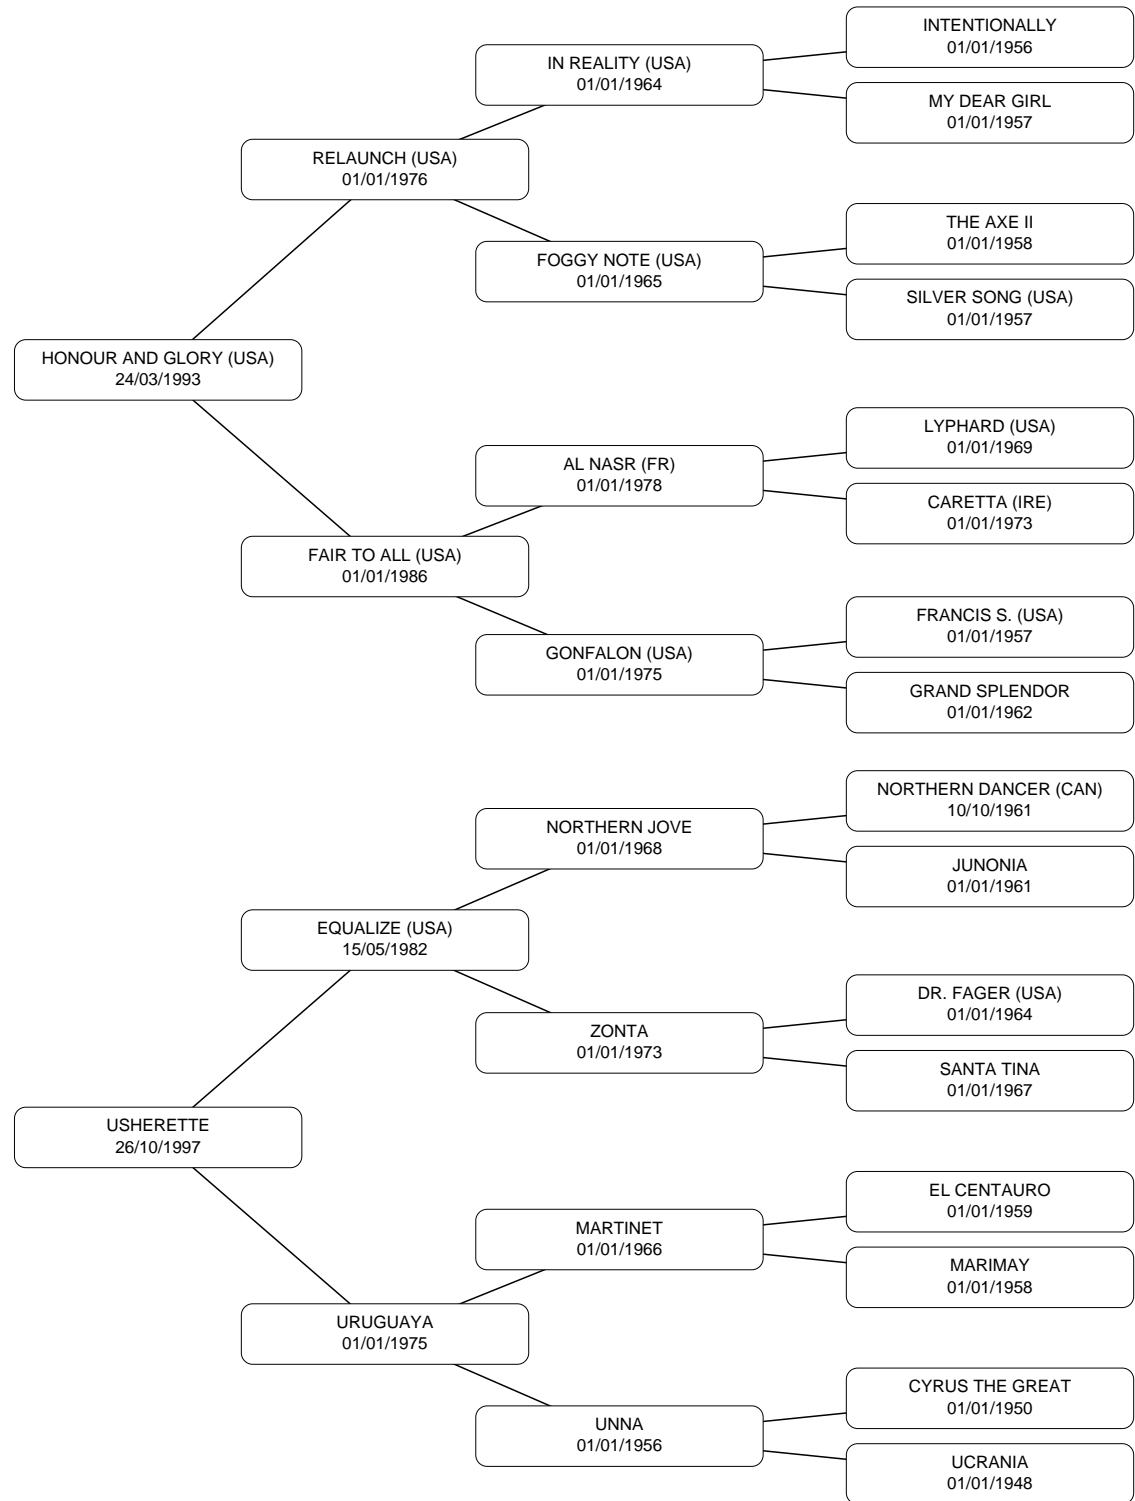 INTENTIONALLY
01/01/1956
IN REALITY (USA)
01/01/1964
MY DEAR GIRL
01/01/1957
RELAUNCH (USA)
01/01/1976
THE AXE II
01/01/1958
FOGGY NOTE (USA)
01/01/1965
SILVER SONG (USA)
01/01/1957
HONOUR AND GLORY (USA)
24/03/1993
LYPHARD (USA)
01/01/1969
AL NASR (FR)
01/01/1978
CARETTA (IRE)
01/01/1973
FAIR TO ALL (USA)
01/01/1986
FRANCIS S. (USA)
01/01/1957
GONFALON (USA)
01/01/1975
GRAND SPLENDOR
01/01/1962
NORTHERN DANCER (CAN)
10/10/1961
NORTHERN JOVE
01/01/1968
JUNONIA
01/01/1961
EQUALIZE (USA)
15/05/1982
DR. FAGER (USA)
01/01/1964
ZONTA
01/01/1973
SANTA TINA
01/01/1967
USHERETTE
26/10/1997
EL CENTAURO
01/01/1959
MARTINET
01/01/1966
MARIMAY
01/01/1958
URUGUAYA
01/01/1975
CYRUS THE GREAT
01/01/1950
UNNA
01/01/1956
UCRANIA
01/01/1948